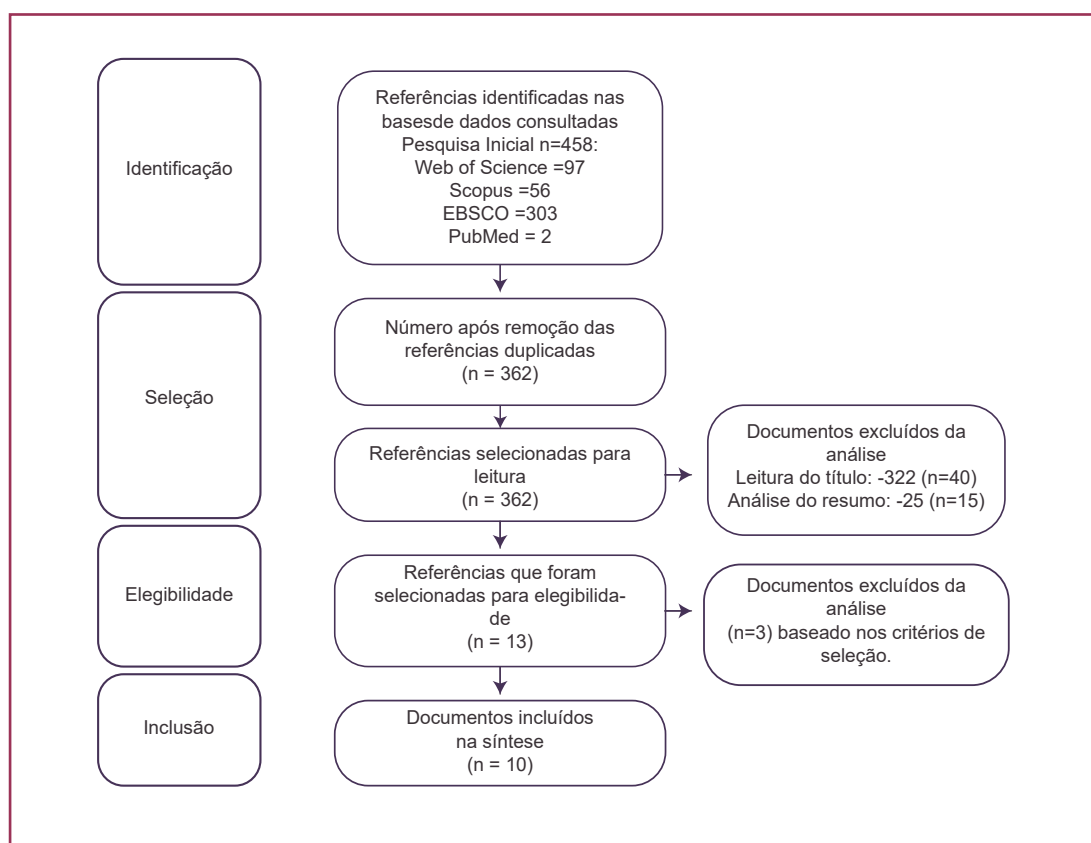 Identificação
Referências identificadas nas
basesde dados consultadas
Pesquisa Inicial n=458:
Web of Science =97
Scopus =56
EBSCO =303
PubMed = 2
Seleção
Número após remoção das
referências duplicadas
(n = 362)
Referências selecionadas para
leitura
(n = 362)
Documentos excluídos da
análise
Leitura do título: -322 (n=40)
Análise do resumo: -25 (n=15)
Elegibilidade
Referências que foram
selecionadas para elegibilida-
de
(n = 13)
Documentos excluídos da
análise
(n=3) baseado nos critérios de
seleção.
Inclusão
Documentos incluídos
na síntese
(n = 10)